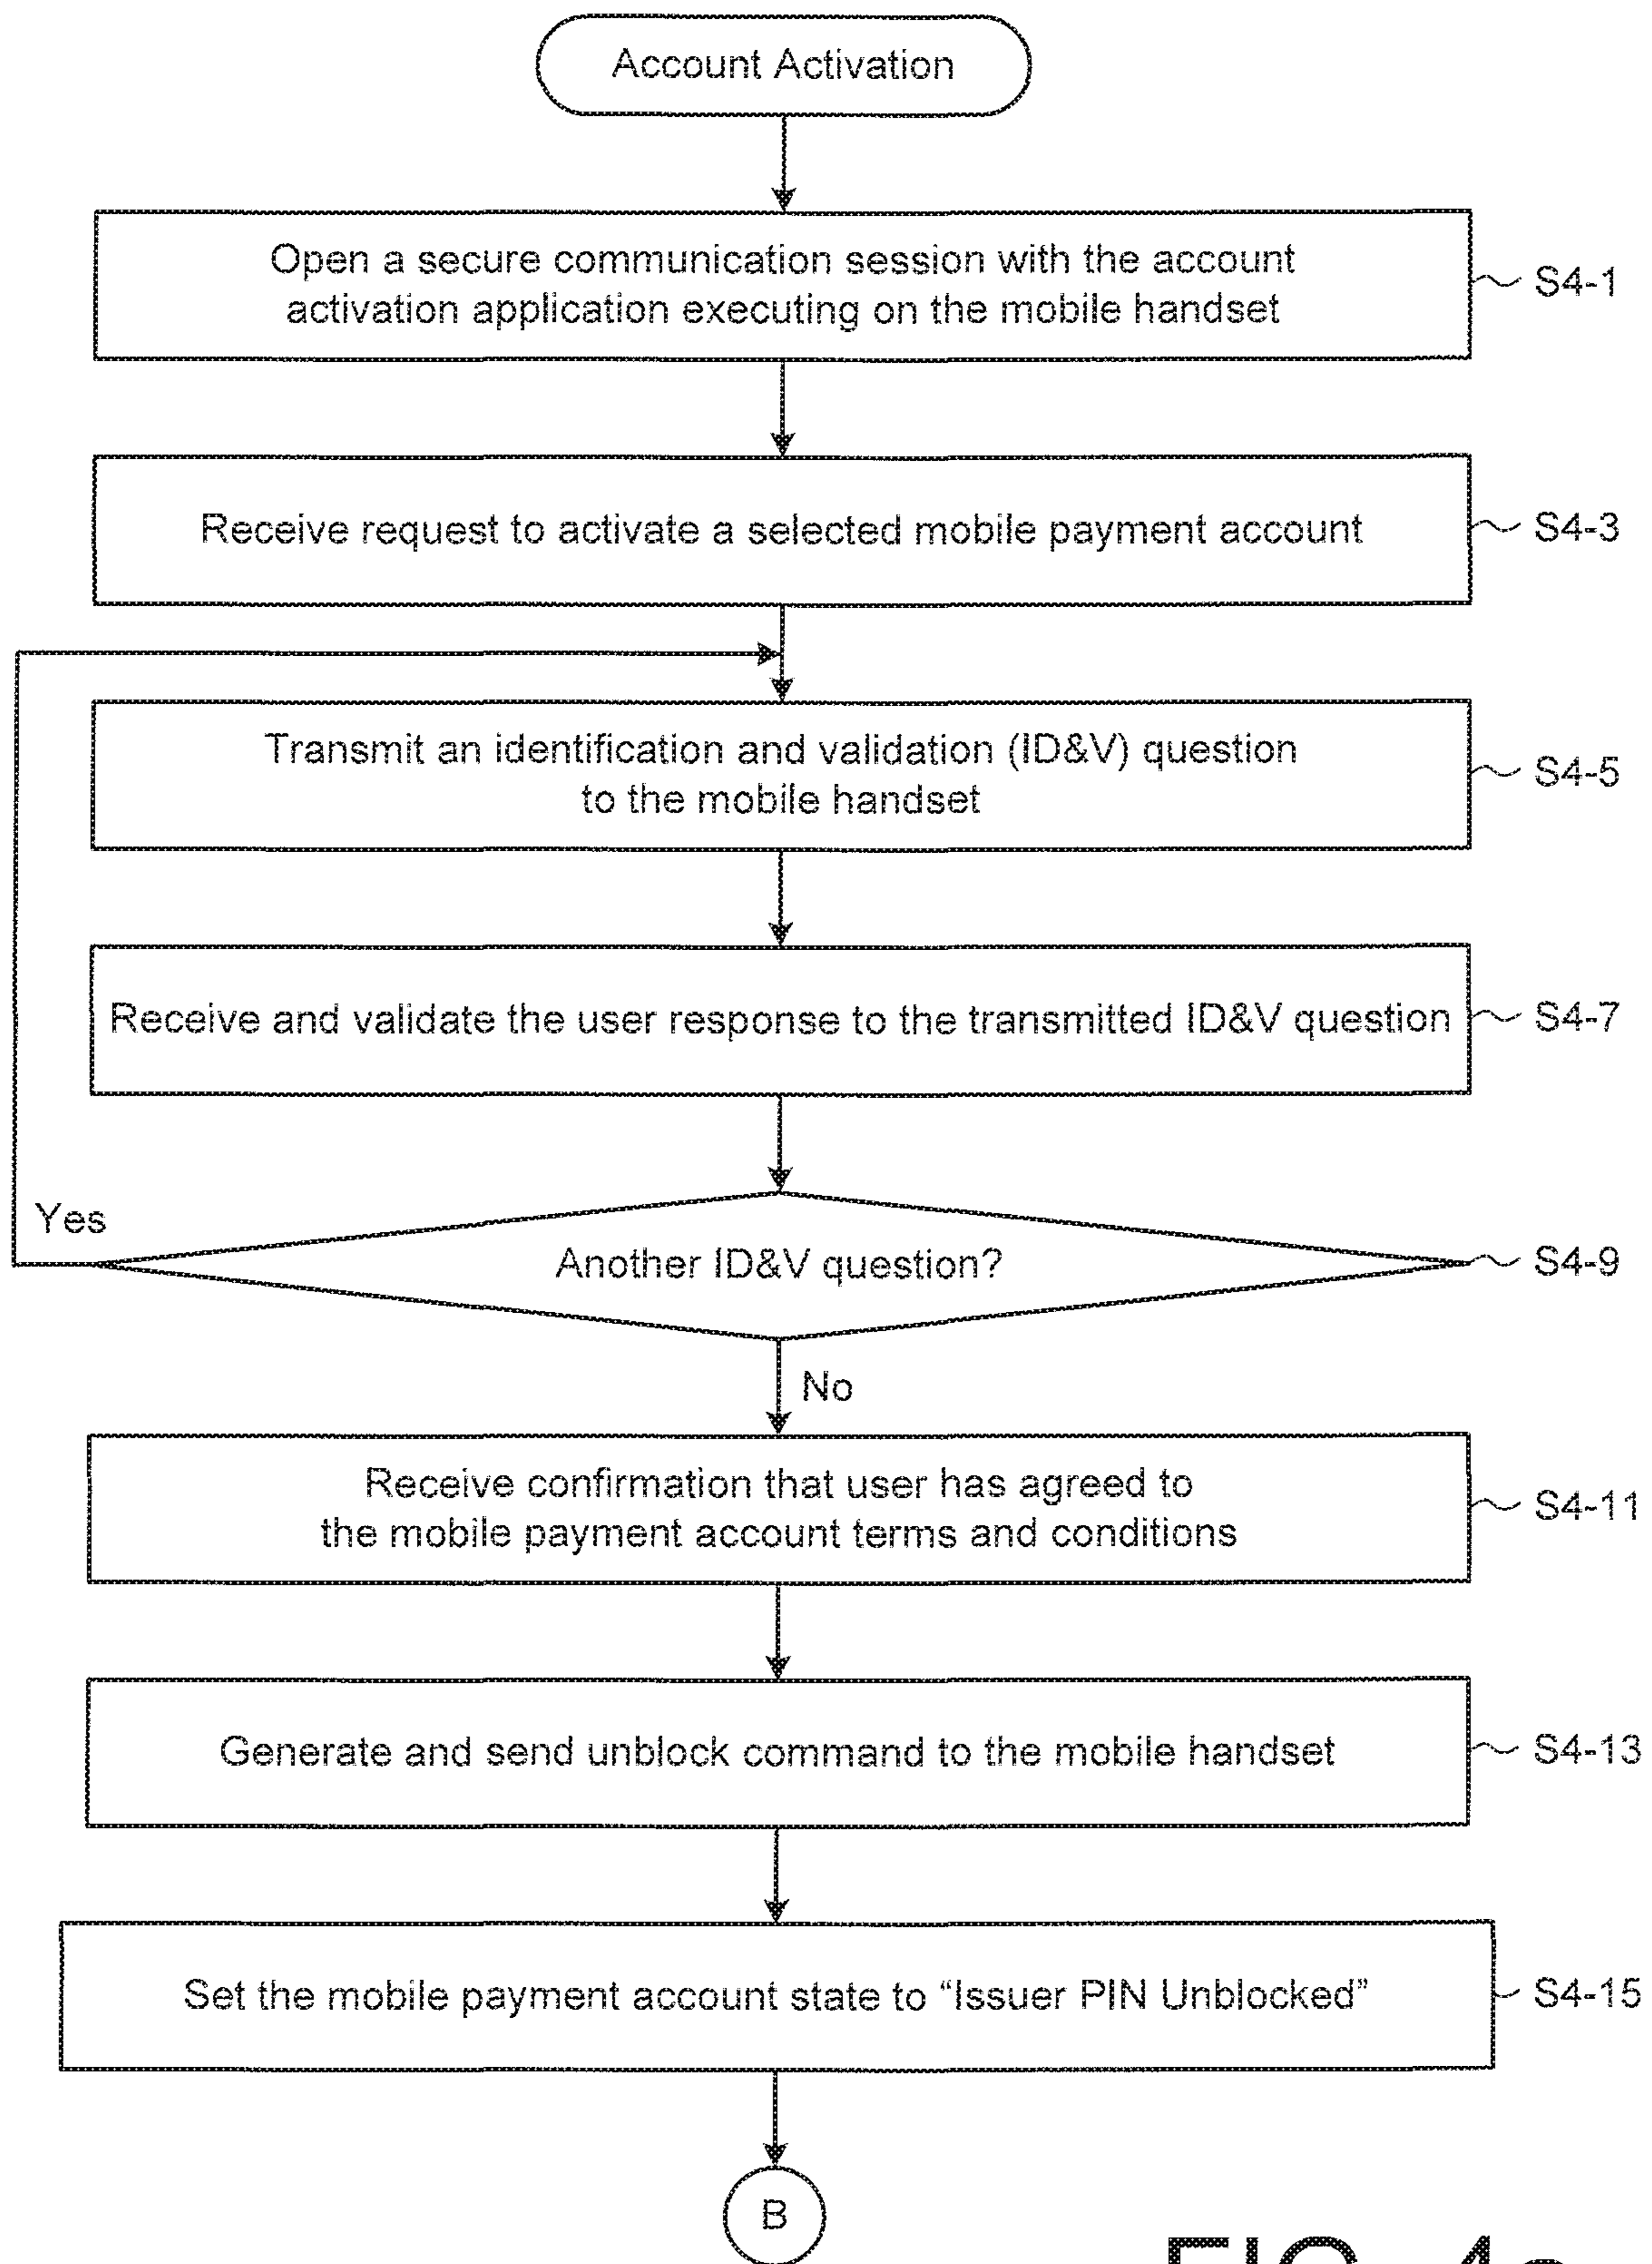 Account Activation
Open a secure communication session with the account
activation application executing on the mobile handset
S4-1
Receive request to activate a selected mobile payment account
S4-3
Transmit an identification and validation (ID&V) question
to the mobile handset
S4-5
Receive and validate the user response to the transmitted ID&V question
S4-7
Yes
Another ID&V question?
S4-9
No
Receive confirmation that user has agreed to
the mobile payment account terms and conditions
S4-11
Generate and send unblock command to the mobile handset
S4-13
Set the mobile payment account state to “Issuer PIN Unblocked”
S4-15
B